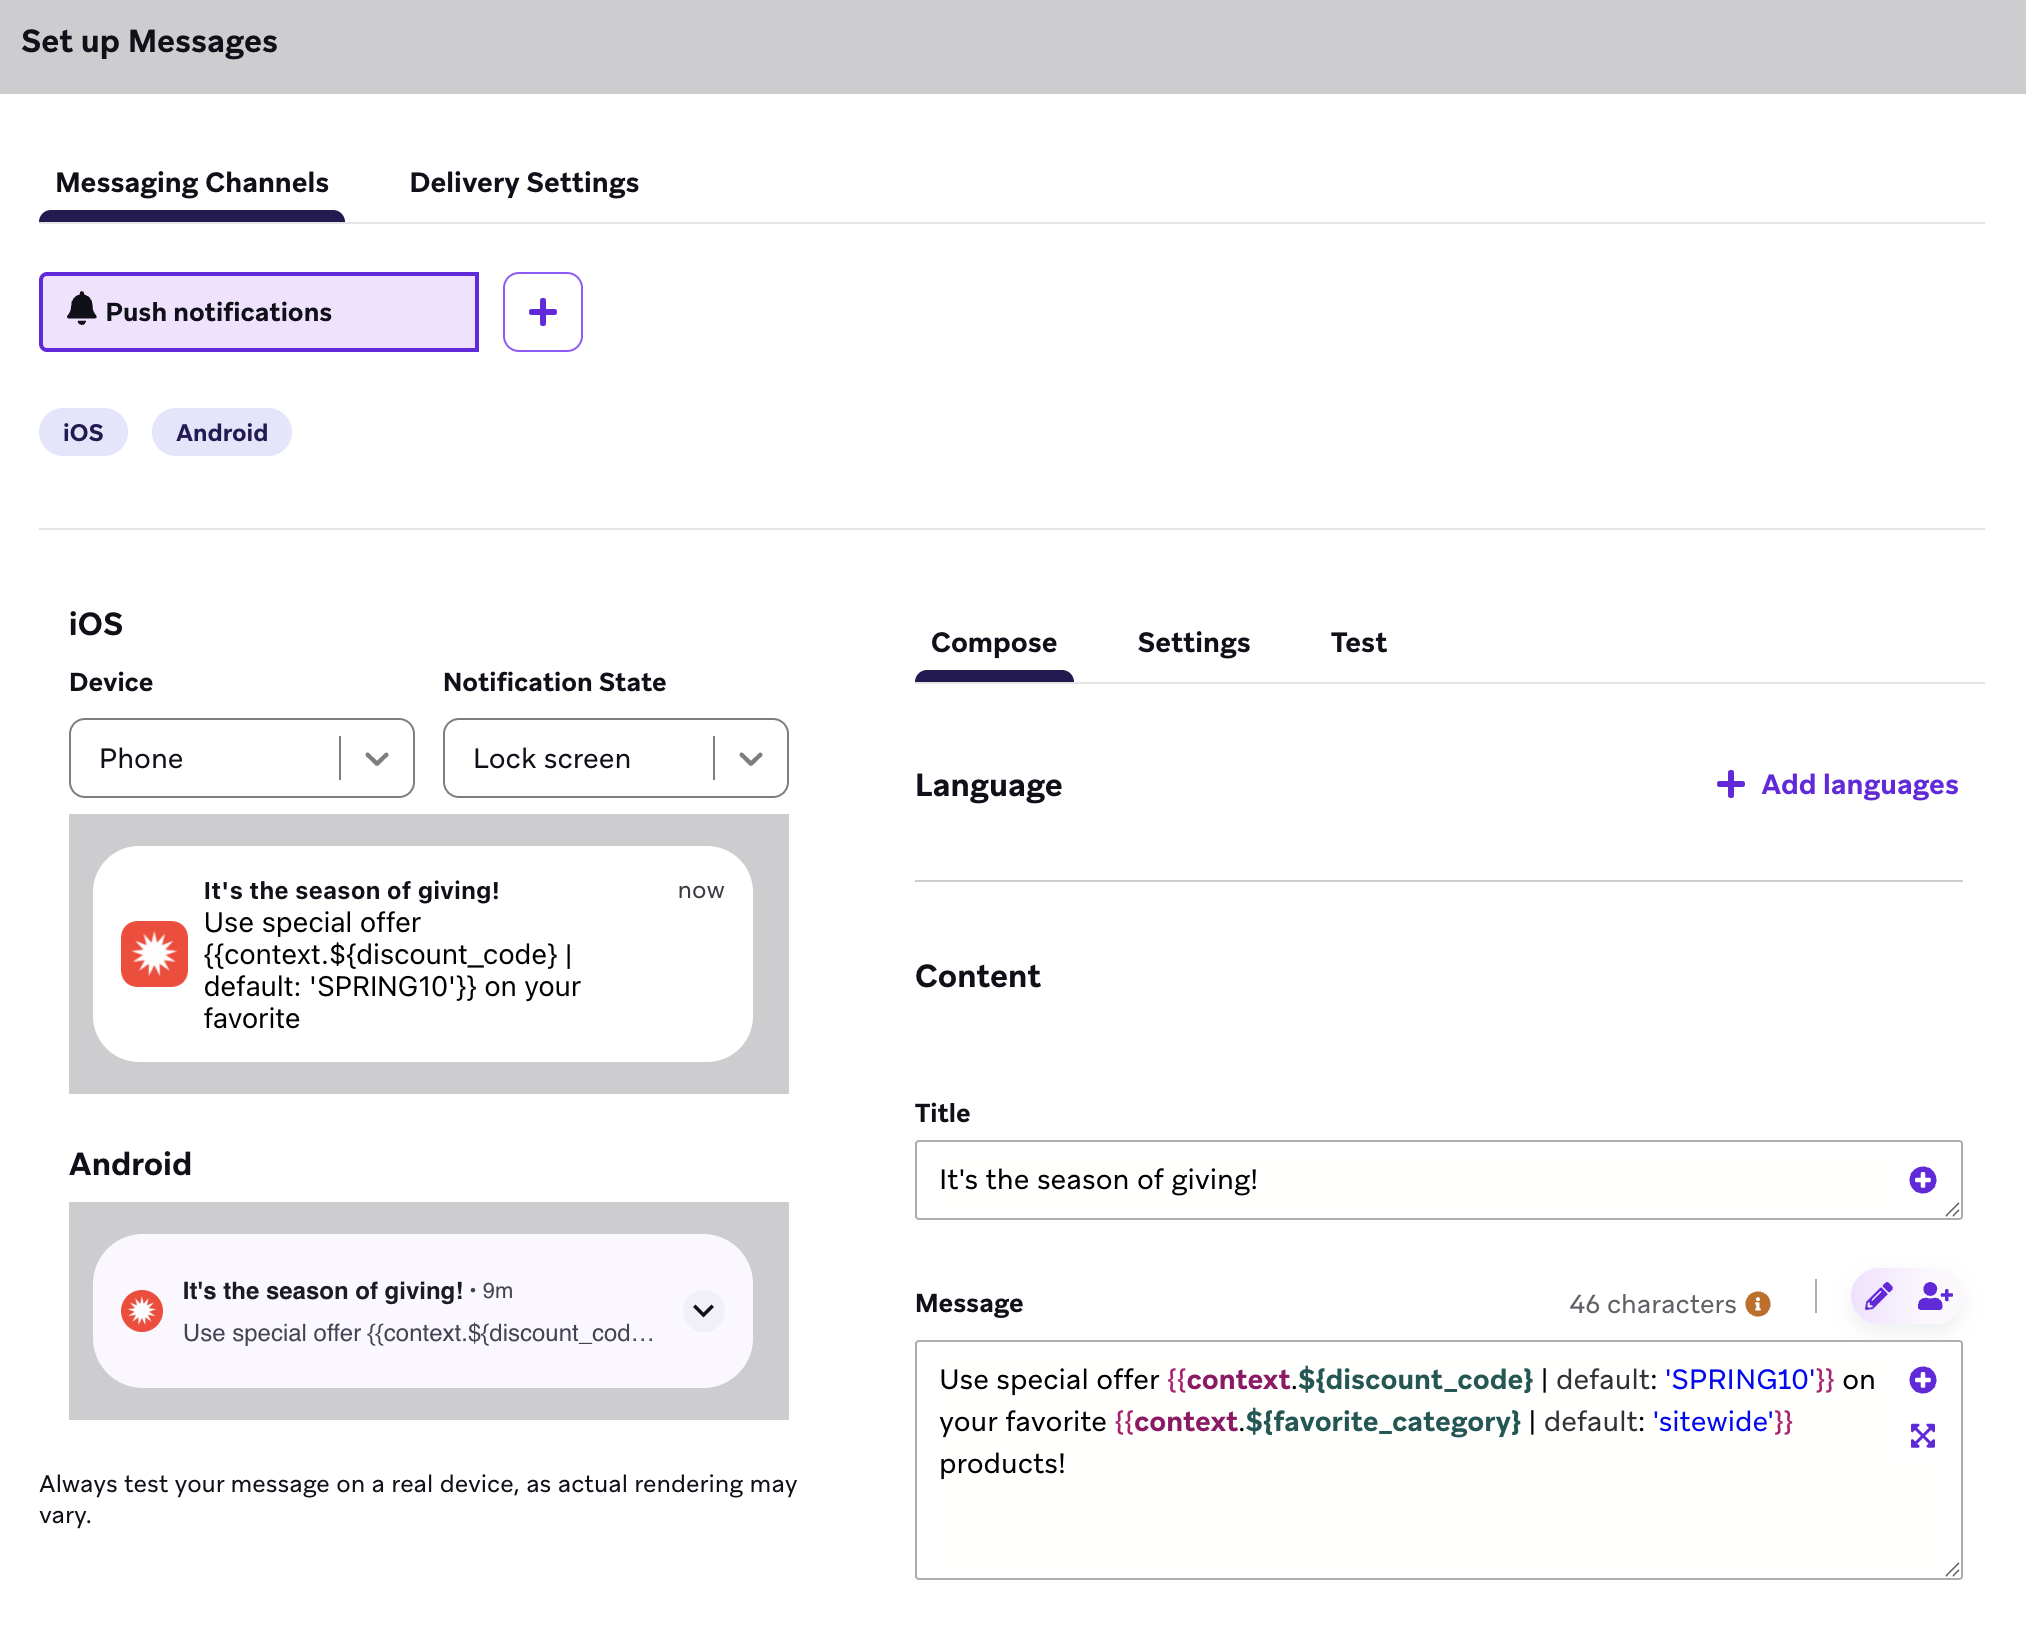 Set up Messages
Messaging Channels
Delivery Settings
Push notifications
iOS
Android
iOS
Device
Notification State
Phone
Lock screen
It's the season of giving!
now
Use special offer
{{context.${discount_code} |
default: 'SPRING10'}} on your
favorite
Android
It's the season of giving! · 9m
Use special offer {{context.${discount_cod...
Always test your message on a real device, as actual rendering may
vary.
Compose
Settings
Test
Language
Add languages
Content
Title
It's the season of giving!
Message
46 characters
Use special offer {{context.${discount_code} | default: 'SPRING10'}} on
your favorite {{context.${favorite_category} | default: 'sitewide'}}
products!